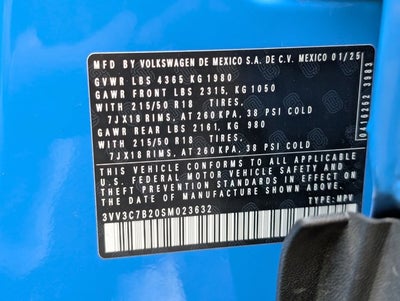 MFD BY VOLKSWAGEN DE MEXICO S.A. DE C.V. MEXICO 01/25
GVWR LBS 4365 KG 1980
GAWR FRONT LBS 2315, KG 1050
WITH 215/50 R18 TIRES,
7JX18 RIMS, AT 260 KPA, 38 PSI COLD
GAWR REAR LBS 2161, KG 980
WITH 215/50 R18 TIRES,
7JX18 RIMS, AT 260 KPA, 38 PSI COLD
THIS VEHICLE CONFORMS TO ALL APPLICABLE
U.S. FEDERAL MOTOR VEHICLE SAFETY AND
THEFT PREVENTION STANDARDS IN EFFECT
ON THE DATE OF MANUFACTURE SHOWN ABOVE.
3VV3C7B20SM023632
TYPE: MPV